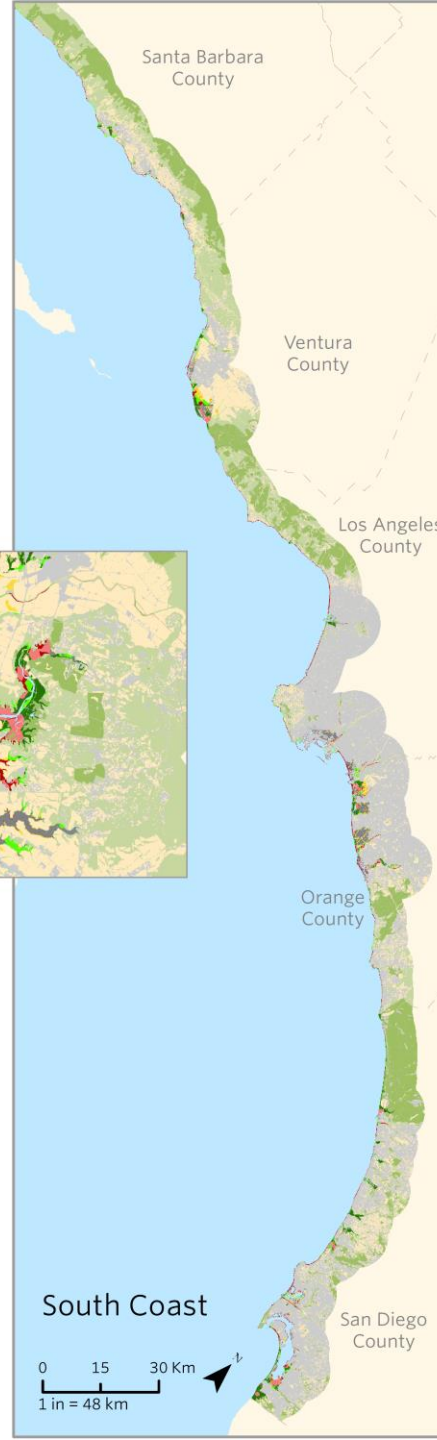 Santa Barbara
County
Ventura
County
Los Angeles
County
Orange
County
South Coast
San Diego
County
0 15 30 Km
N
1 in = 48 km